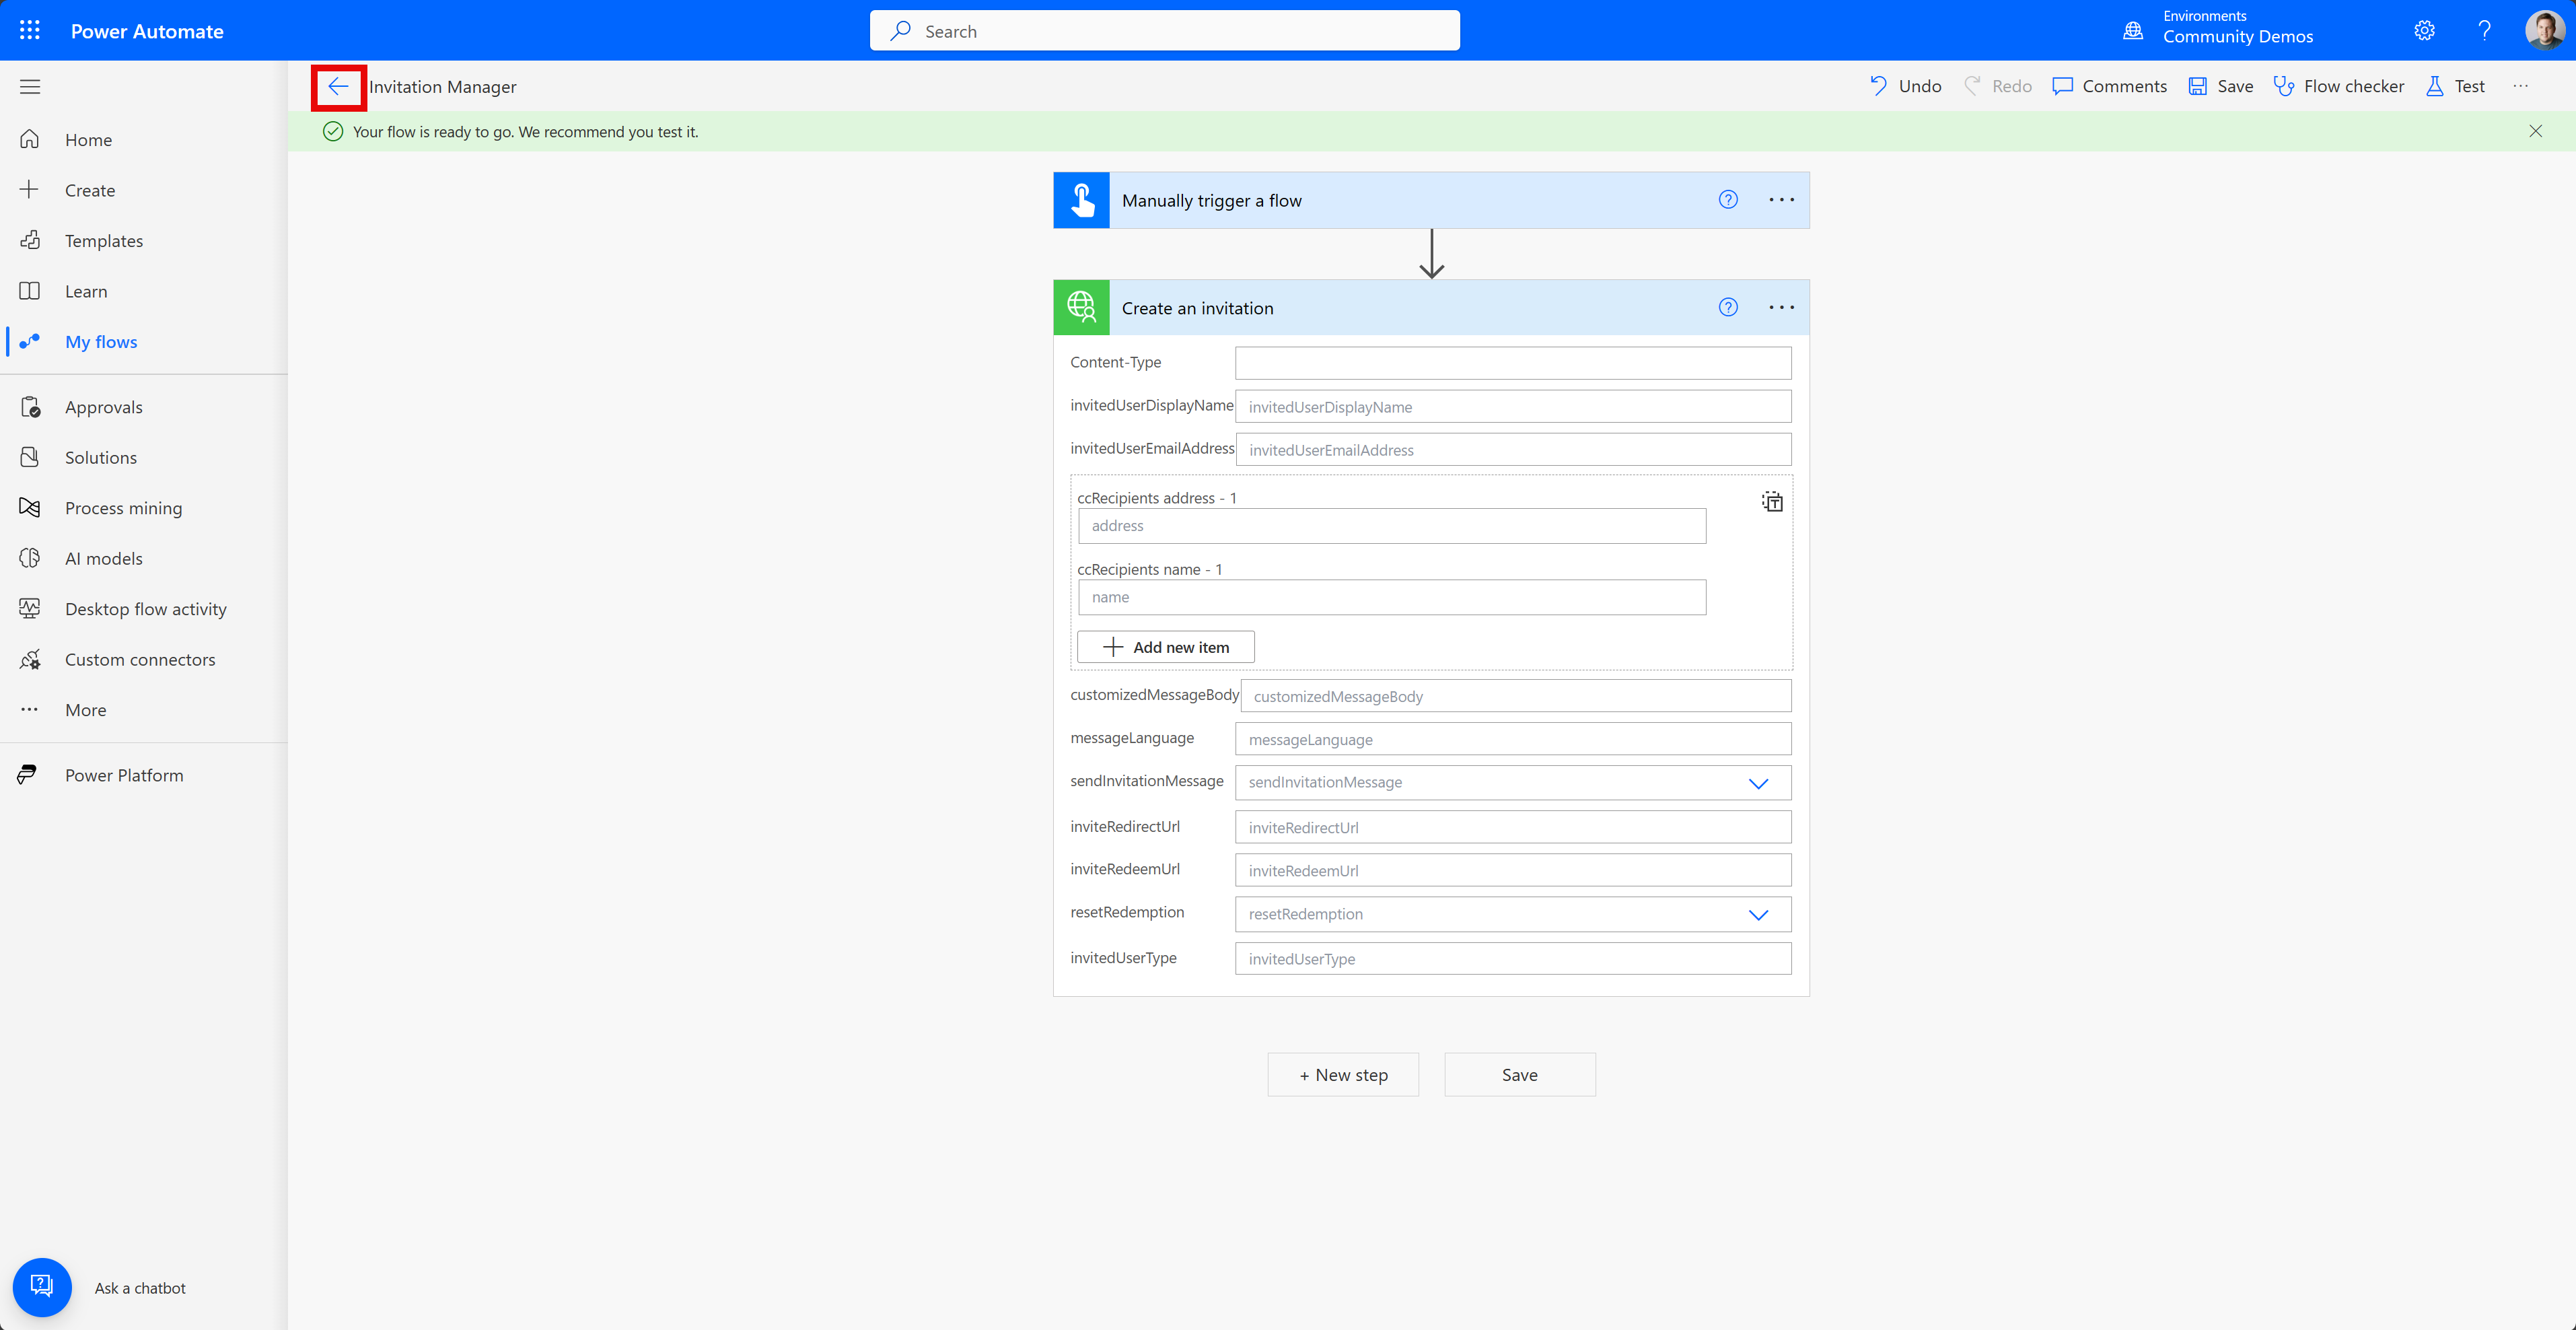 Power Automate
Search
Environments
Community Demos
Invitation Manager
Undo
Redo
Comments
Save
Flow checker
Test
Your flow is ready to go. We recommend you test it.
Home
Create
Templates
Learn
My flows
Approvals
Solutions
Process mining
AI models
Desktop flow activity
Custom connectors
More
Power Platform
Ask a chatbot
Manually trigger a flow
Create an invitation
Content-Type
invitedUserDisplayName invitedUserDisplayName
invitedUserEmailAddress invitedUserEmailAddress
ccRecipients address - 1
address
ccRecipients name - 1
name
Add new item
customizedMessageBody customizedMessageBody
messageLanguage messageLanguage
sendInvitationMessage sendInvitationMessage
inviteRedirectUrl inviteRedirectUrl
inviteRedeemUrl inviteRedeemUrl
resetRedemption resetRedemption
invitedUserType invitedUserType
+ New step
Save